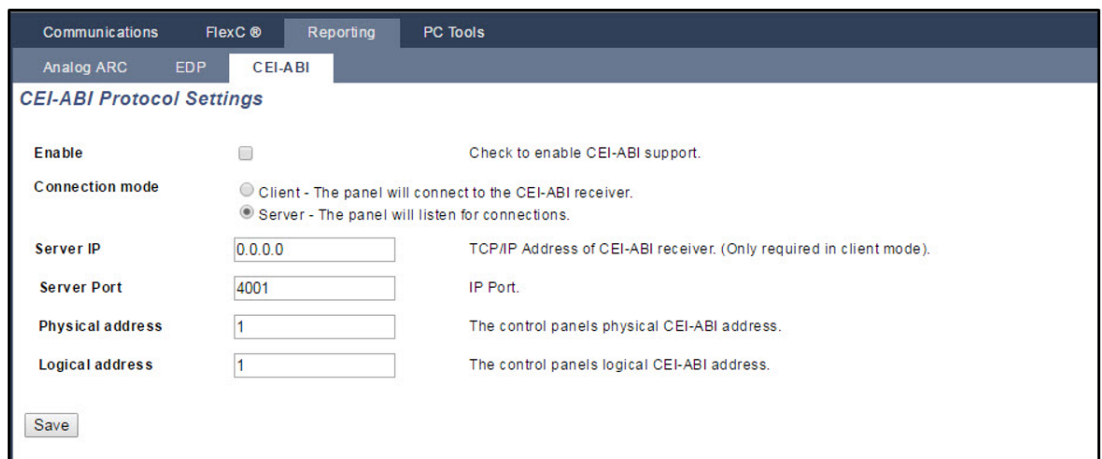 Communications FlexC ® Reporting PC Tools
Analog ARC EDP CEI-ABI
CEI-ABI Protocol Settings
Enable Check to enable CEI-ABI support.
Connection mode Client - The panel will connect to the CEI-ABI receiver.
Server - The panel will listen for connections.
Server IP 0.0.0.0 TCP/IP Address of CEI-ABI receiver. (Only required in client mode).
Server Port 4001 IP Port.
Physical address 1 The control panels physical CEI-ABI address.
Logical address 1 The control panels logical CEI-ABI address.
Save